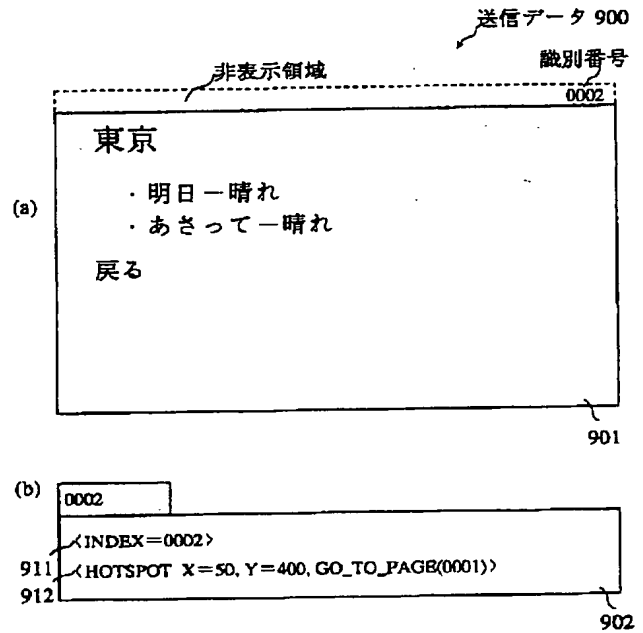 送信データ 900
非表示領域
識別番号
0002
東京
(a)
・明日－晴れ
・あさって－晴れ
戻る
901
(b)
0002
〈INDEX＝0002〉
911
〈HOTSPOT X＝50, Y＝400, GO_TO_PAGE(0001)〉
912
902